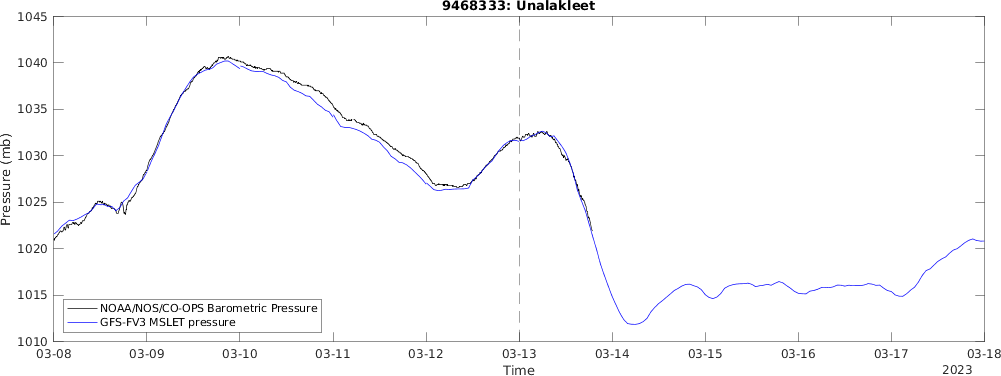 9468333: Unalakleet
1045
1040
1035
1030
1025
1020
1015
1010
Pressure (mb)
NOAA/NOS/CO-OPS Barometric Pressure
GFS-FV3 MSLET pressure
03-08 03-09 03-10 03-11 03-12 03-13 03-14 03-15 03-16 03-17 03-18
Time
2023